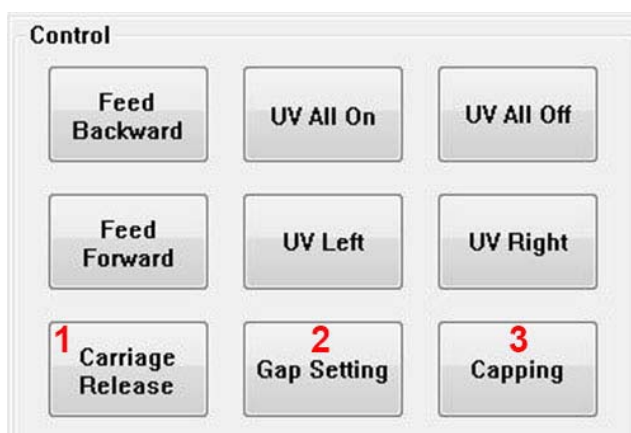 Control
Feed
Backward
UV All On
UV All Off
Feed
Forward
UV Left
UV Right
1
Carriage
Release
2
Gap Setting
3
Capping